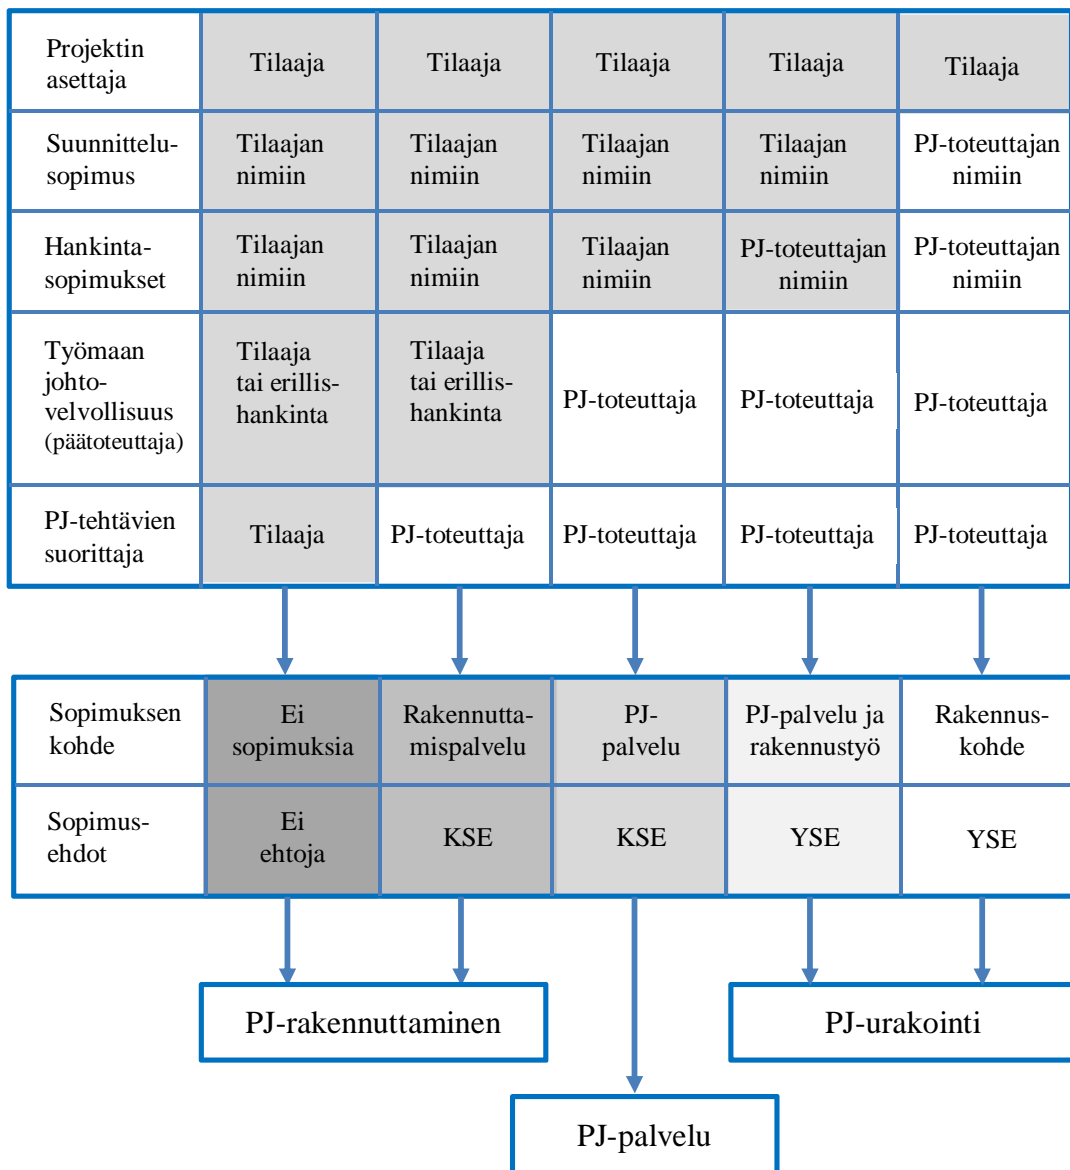 Projektin
asettaja
Tilaaja
Tilaaja
Tilaaja
Tilaaja
Tilaaja
Suunnittelu-
sopimus
Tilaajan
nimiin
Tilaajan
nimiin
Tilaajan
nimiin
Tilaajan
nimiin
PJ-toteuttajan
nimiin
Hankinta-
sopimukset
Tilaajan
nimiin
Tilaajan
nimiin
Tilaajan
nimiin
PJ-toteuttajan
nimiin
PJ-toteuttajan
nimiin
Työmaan
johto-
velvollisuus
(päätoteuttaja)
Tilaaja
tai erillis-
hankinta
Tilaaja
tai erillis-
hankinta
PJ-toteuttaja
PJ-toteuttaja
PJ-toteuttaja
PJ-tehtävien
suorittaja
Tilaaja
PJ-toteuttaja
PJ-toteuttaja
PJ-toteuttaja
PJ-toteuttaja
Sopimuksen
kohde
Ei
sopimuksia
Rakennutta-
mispalvelu
PJ-
palvelu
PJ-palvelu ja
rakennustyö
Rakennus-
kohde
Sopimus-
ehdot
Ei
ehtoja
KSE
KSE
YSE
YSE
PJ-rakennuttaminen
PJ-urakointi
PJ-palvelu